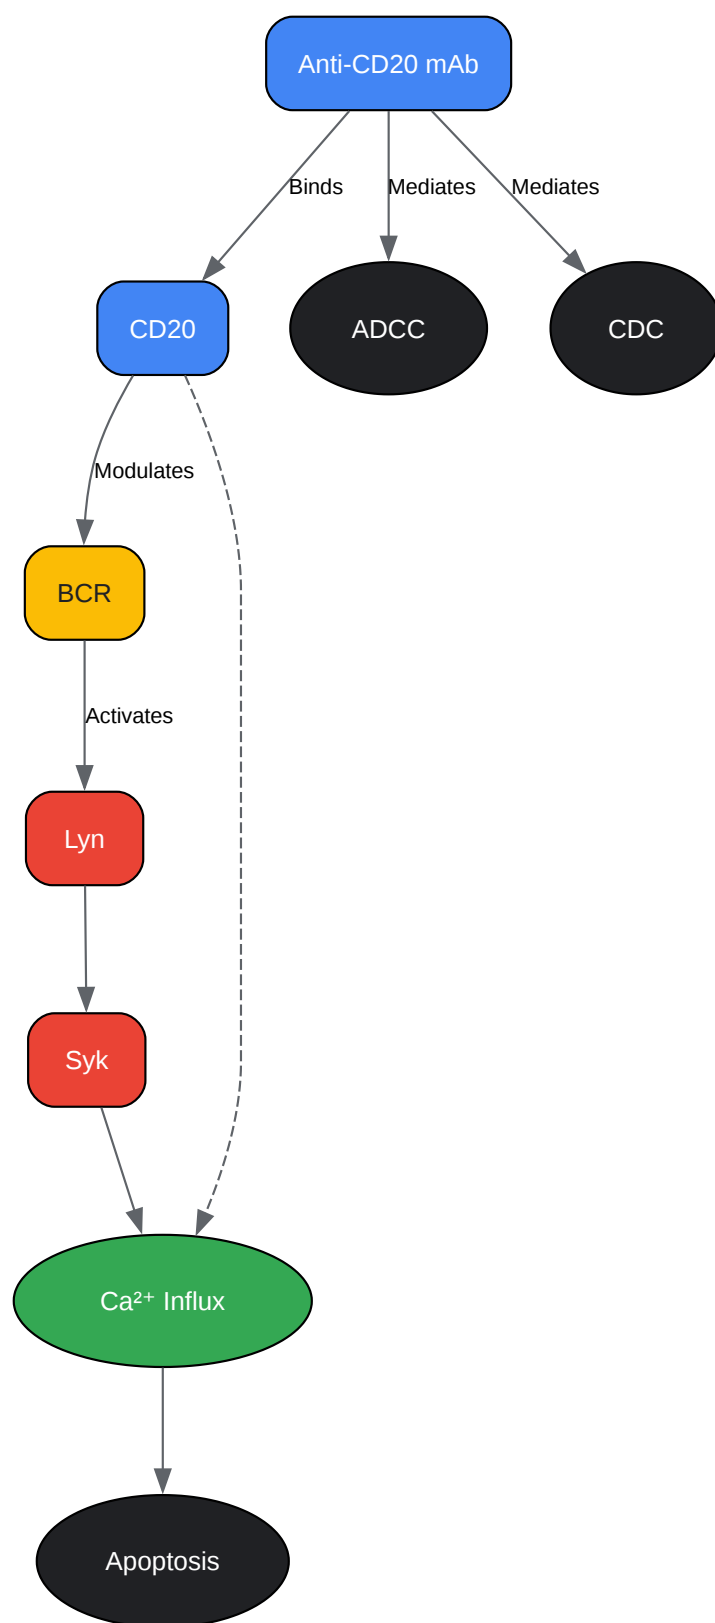 Anti-CD20 mAb
Binds
Mediates
Mediates
CD20
ADCC
CDC
Modulates
BCR
Activates
Lyn
Syk
Ca²⁺ Influx
Apoptosis